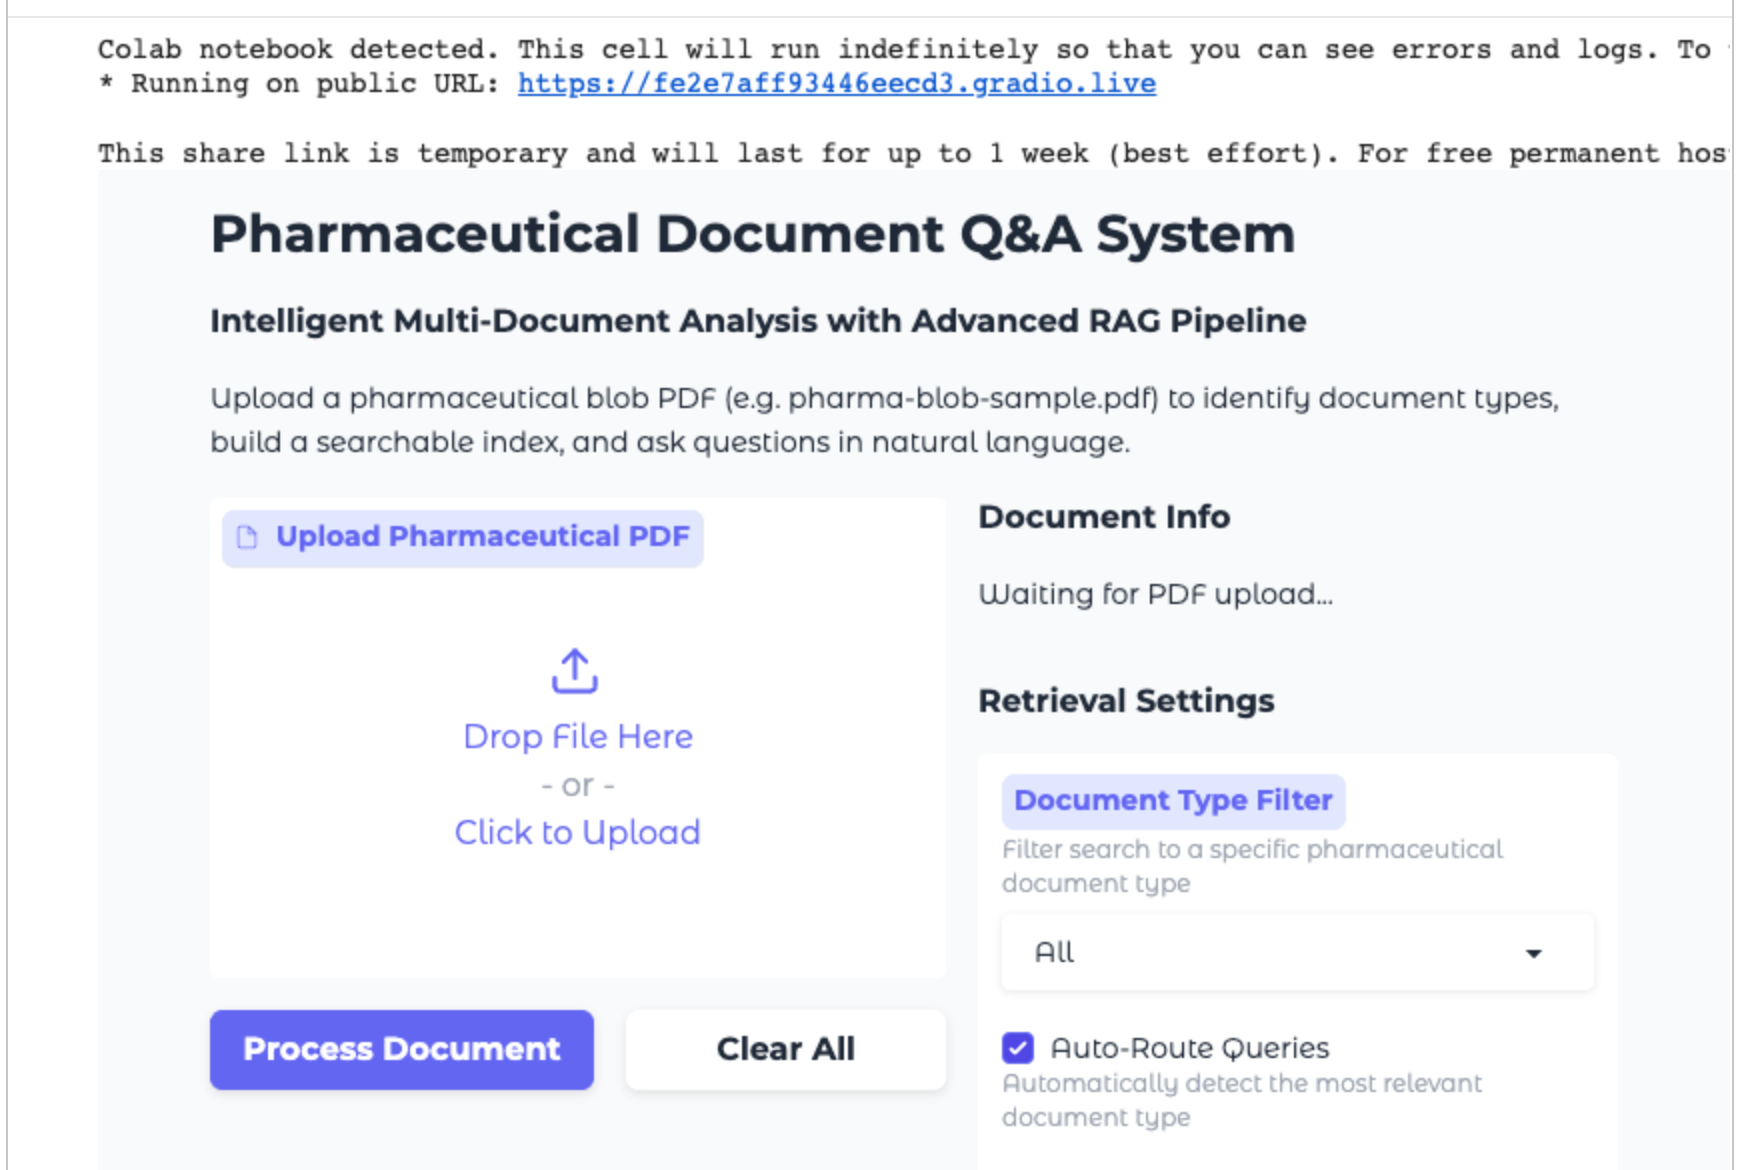 Colab notebook detected. This cell will run indefinitely so that you can see errors and logs. To
* Running on public URL: https://fe2e7aff93446eecd3.gradio.live
This share link is temporary and will last for up to 1 week (best effort). For free permanent hos
Pharmaceutical Document Q&A System
Intelligent Multi-Document Analysis with Advanced RAG Pipeline
Upload a pharmaceutical blob PDF (e.g. pharma-blob-sample.pdf) to identify document types,
build a searchable index, and ask questions in natural language.
Upload Pharmaceutical PDF
Drop File Here
- or -
Click to Upload
Process Document
Clear All
Document Info
Waiting for PDF upload...
Retrieval Settings
Document Type Filter
Filter search to a specific pharmaceutical
document type
All
Auto-Route Queries
Automatically detect the most relevant
document type